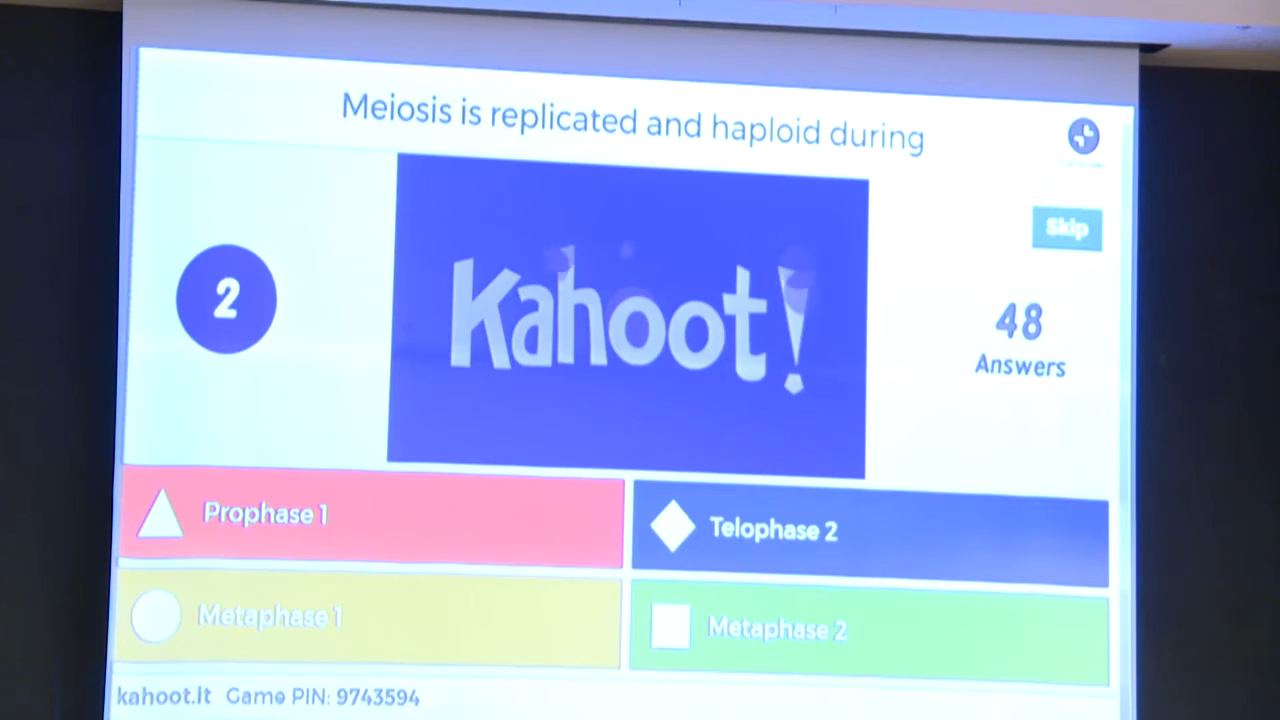 Meiosis is replicated and haploid during
Skip
2
Kahoot!
48
Answers
Prophase 1
Telophase 2
Metaphase 1
Metaphase 2
kahoot.it Game PIN: 9743594